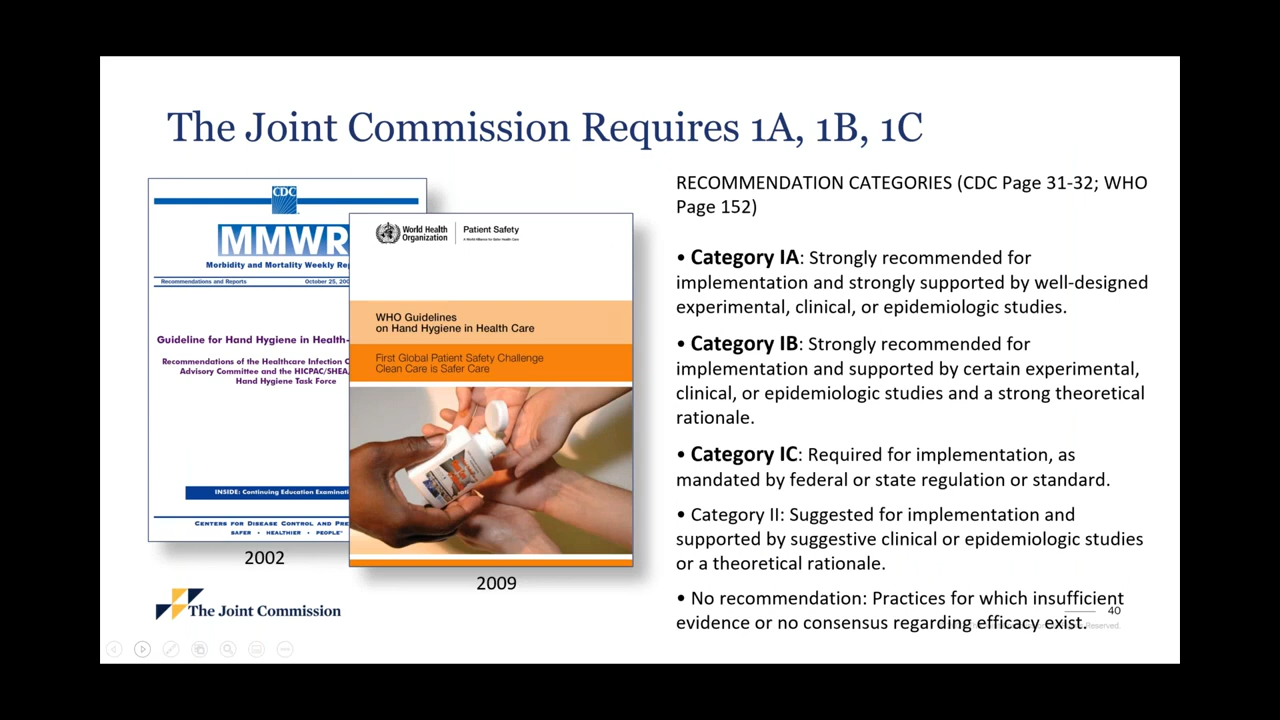 The Joint Commission Requires 1A, 1B, 1C
CDC
MMWR
Morbidity and Mortality Weekly Rep
Recommendations and Reports October 25, 200
Guideline for Hand Hygiene in Health-
Recommendations of the Healthcare Infection C
Advisory Committee and the HICPAC/SHEA
Hand Hygiene Task Force
INSIDE: Continuing Education Examinati
CENTERS FOR DISEASE CONTROL AND PRE
SAFER • HEALTHIER • PEOPLE
2002
World Health
Organization
Patient Safety
A World Alliance for Safer Health Care
WHO Guidelines
on Hand Hygiene in Health Care
First Global Patient Safety Challenge
Clean Care is Safer Care
2009
RECOMMENDATION CATEGORIES (CDC Page 31-32; WHO
Page 152)
• Category IA: Strongly recommended for
implementation and strongly supported by well-designed
experimental, clinical, or epidemiologic studies.
• Category IB: Strongly recommended for
implementation and supported by certain experimental,
clinical, or epidemiologic studies and a strong theoretical
rationale.
• Category IC: Required for implementation, as
mandated by federal or state regulation or standard.
• Category II: Suggested for implementation and
supported by suggestive clinical or epidemiologic studies
or a theoretical rationale.
• No recommendation: Practices for which insufficient
evidence or no consensus regarding efficacy exist.
The Joint Commission
40
Reserved.